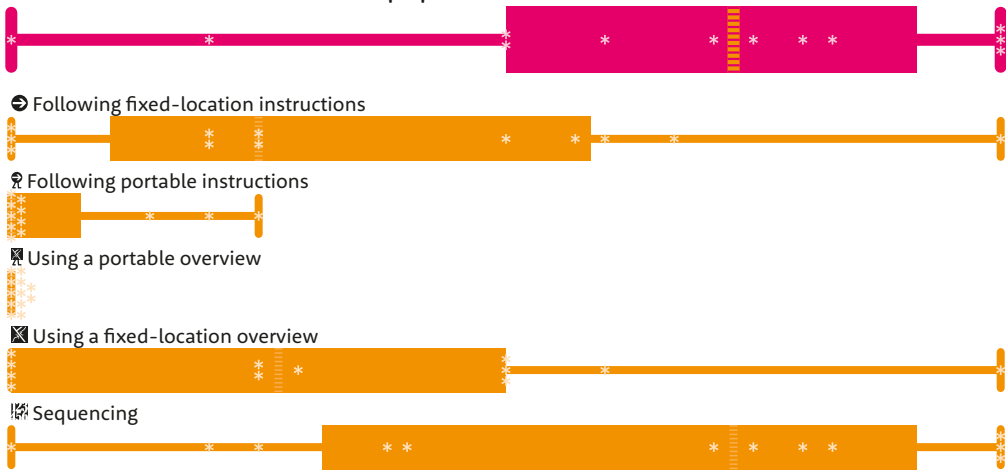 Following fixed-location instructions
Following portable instructions
Using a portable overview
Using a fixed-location overview
Sequencing